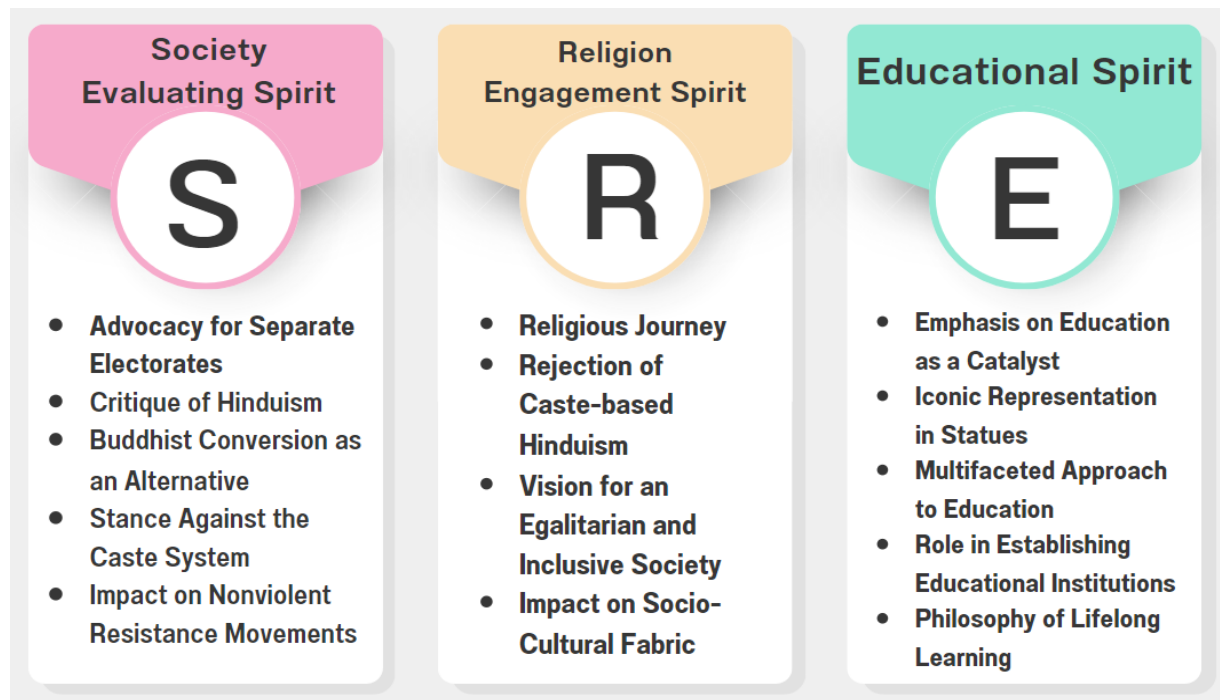 Society
Evaluating Spirit
S
• Advocacy for Separate
Electorates
• Critique of Hinduism
• Buddhist Conversion as
an Alternative
• Stance Against the
Caste System
• Impact on Nonviolent
Resistance Movements
Religion
Engagement Spirit
R
• Religious Journey
• Rejection of
Caste-based
Hinduism
• Vision for an
Egalitarian and
Inclusive Society
• Impact on Socio-
Cultural Fabric
Educational Spirit
E
• Emphasis on Education
as a Catalyst
• Iconic Representation
in Statues
• Multifaceted Approach
to Education
• Role in Establishing
Educational Institutions
• Philosophy of Lifelong
Learning